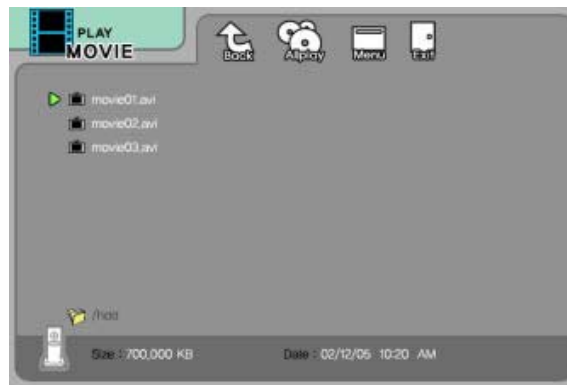 PLAY
MOVIE
Back
Allplay
Menu
Exit
movie01.avi
movie02.avi
movie03.avi
/hdd
Size : 700,000 KB
Date : 02/12/05 10:20 AM